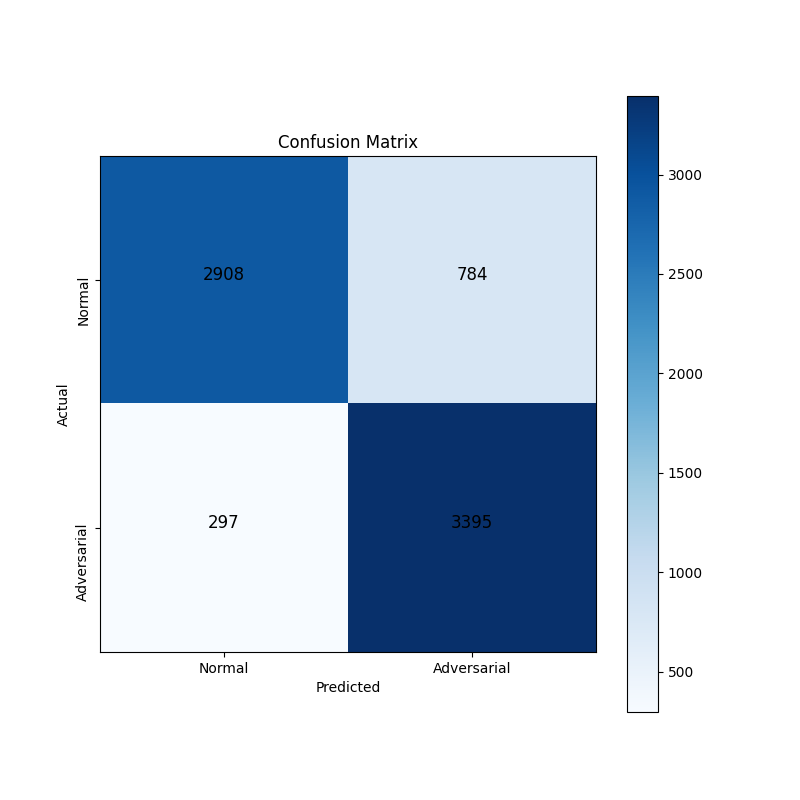 Confusion Matrix
Actual
Normal
2908
784
Adversarial
297
3395
Normal
Adversarial
Predicted
3000
2500
2000
1500
1000
500